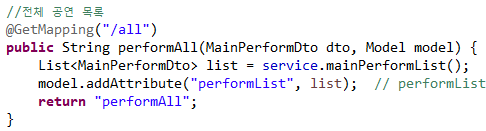 //전체 공연 목록
@GetMapping("/all")
public String performAll(MainPerformDto dto, Model model) {
    List<MainPerformDto> list = service.mainPerformList();
    model.addAttribute("performList", list);  // performList
    return "performAll";
}